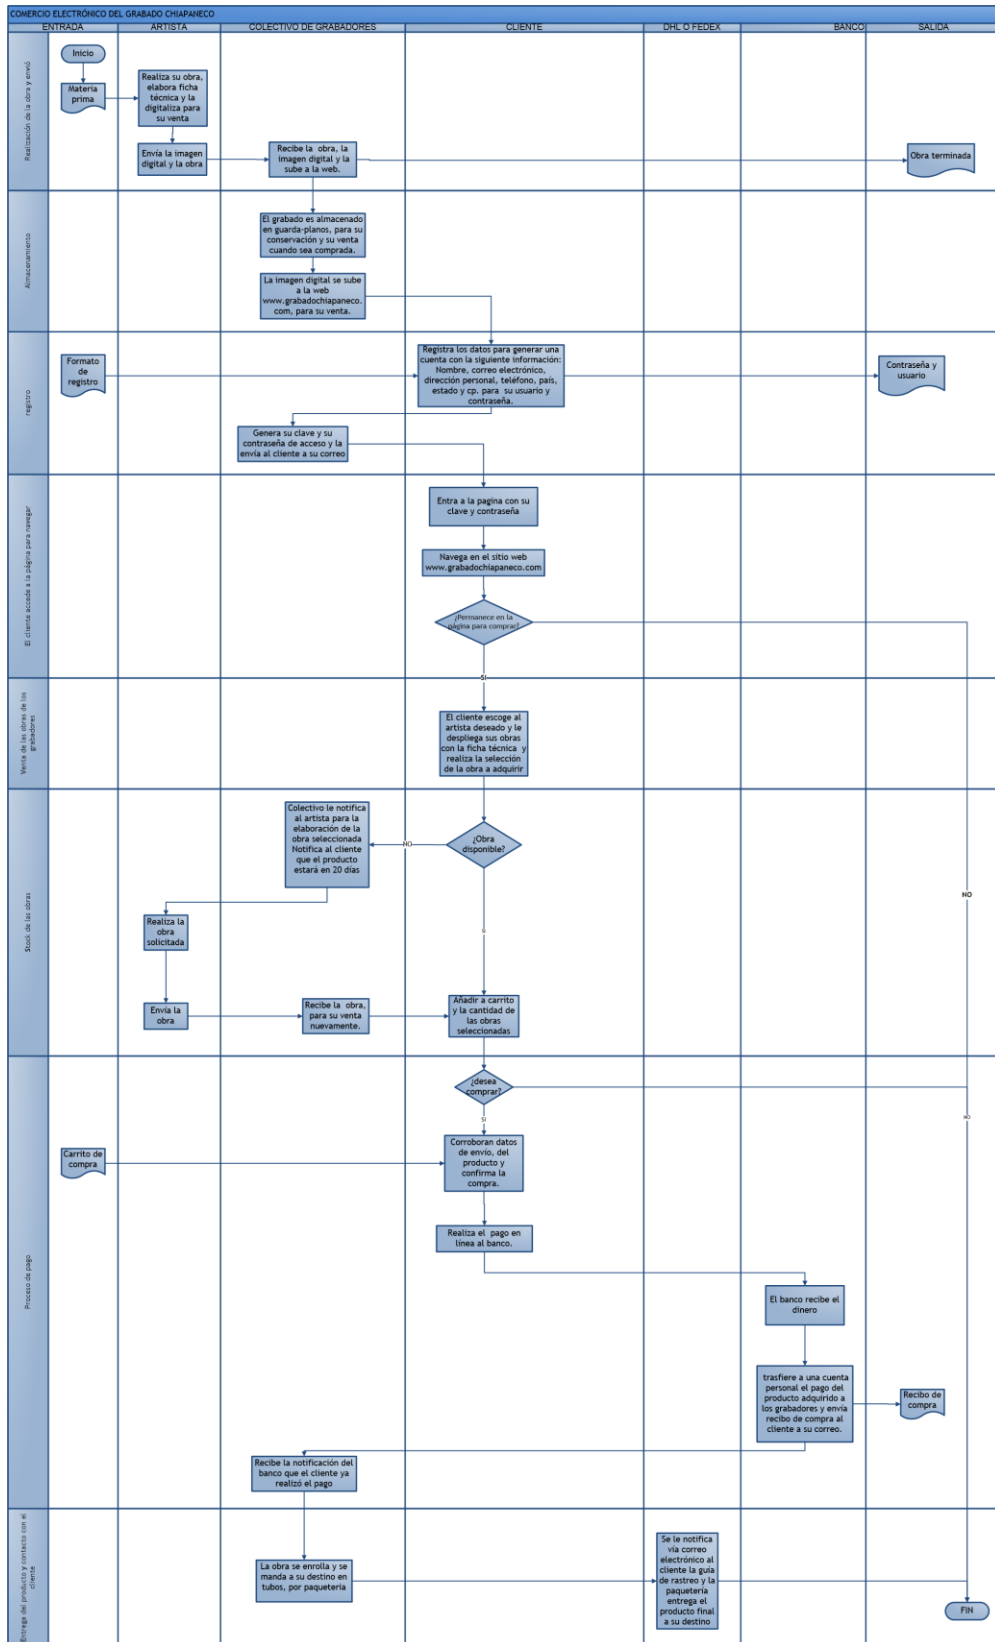 COMERCIO ELECTRÓNICO DEL GRABADO CHIAPANECO
ENTRADA
ARTISTA
COLECTIVO DE GRABADORES
CLIENTE
DHL O FEDEX
BANCO
SALIDA
Realización de la obra y envió
Inicio
Materia
prima
Realiza su obra,
elabora ficha
técnica y la
digitaliza para
su venta
Envía la imagen
digital y la obra
Recibe la obra, la
imagen digital y la
sube a la web.
Obra terminada
Almacenamiento
El grabado es almacenado
en guarda-planos, para su
conservación y su venta
cuando sea comprada.
La imagen digital se sube
a la web
www.grabadochiapaneco.
com, para su venta.
registro
Formato
de
registro
Registra los datos para generar una
cuenta con la siguiente información:
Nombre, correo electrónico,
dirección personal, teléfono, país,
estado y cp. para su usuario y
contraseña.
Contraseña y
usuario
Genera su clave y su
contraseña de acceso y la
envía al cliente a su correo
El cliente accede a la página para navegar
Entra a la pagina con su
clave y contraseña
Navega en el sitio web
www.grabadochiapaneco.com
¿Permanece en la
página para comprar?
SI
Venta de las obras de los
grabadores
El cliente escoge al
artista deseado y le
despliega sus obras
con la ficha técnica y
realiza la selección
de la obra a adquirir
Stock de las obras
Colectivo le notifica
al artista para la
elaboración de la
obra seleccionada
Notifica al cliente
que el producto
estará en 20 días
NO
¿Obra
disponible?
NO
Realiza la
obra
solicitada
SI
Envía la
obra
Recibe la obra,
para su venta
nuevamente.
Añadir a carrito
y la cantidad de
las obras
seleccionadas
Proceso de pago
¿desea
comprar?
SI
NO
Carrito de
compra
Corroboran datos
de envío, del
producto y
confirma la
compra.
Realiza el pago en
línea al banco.
El banco recibe el
dinero
trasfiere a una cuenta
personal el pago del
producto adquirido a
los grabadores y envía
recibo de compra al
cliente a su correo.
Recibo de
compra
Recibe la notificación del
banco que el cliente ya
realizó el pago
Entrega del producto y contacto con el
cliente
La obra se enrolla y se
manda a su destino en
tubos, por paquetería
Se le notifica
vía correo
electrónico al
cliente la guía
de rastreo y la
paquetería
entrega el
producto final
a su destino
FIN